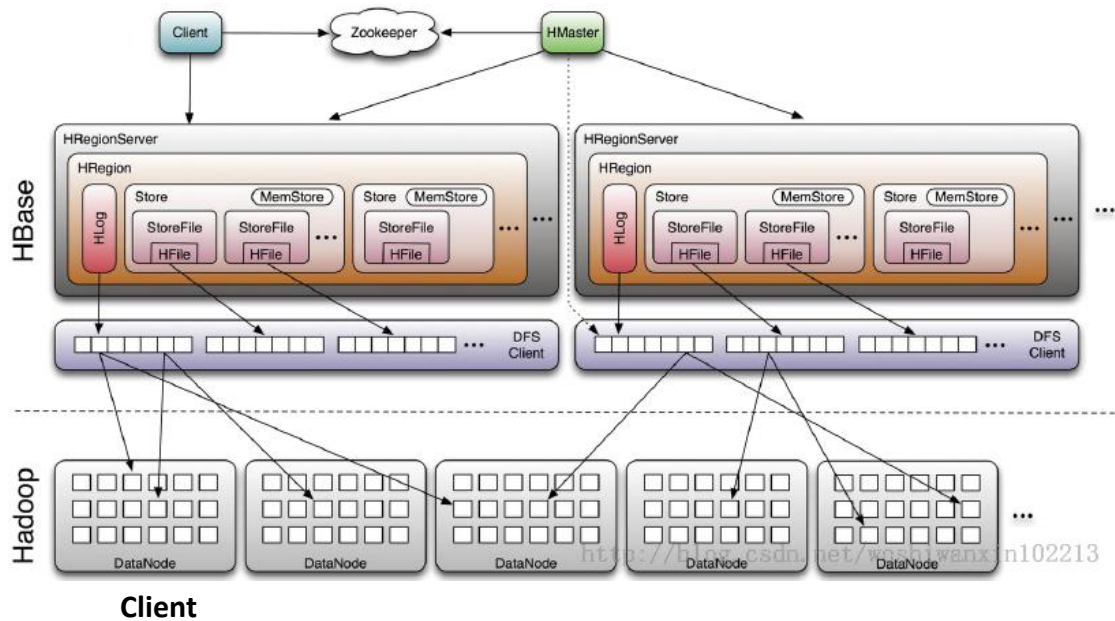 Client
Zookeeper
HMaster
HBase
HRegionServer
HRegion
HLog
Store
MemStore
StoreFile
HFile
StoreFile
HFile
...
Store
MemStore
StoreFile
HFile
...
...
HRegionServer
HRegion
HLog
Store
MemStore
StoreFile
HFile
StoreFile
HFile
...
Store
MemStore
StoreFile
HFile
...
...
...
DFS
Client
...
DFS
Client
Hadoop
DataNode
DataNode
DataNode
DataNode
DataNode
...
http://blog.csdn.net/woshiwanxin102213
Client